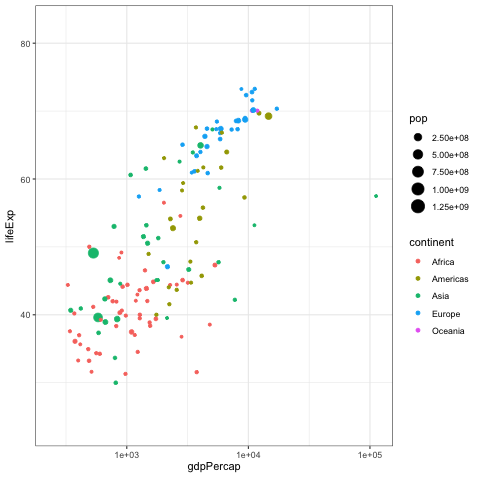 80
60
40
lifeExp
1e+03
1e+04
1e+05
gdpPercap
pop
2.50e+08
5.00e+08
7.50e+08
1.00e+09
1.25e+09
continent
Africa
Americas
Asia
Europe
Oceania